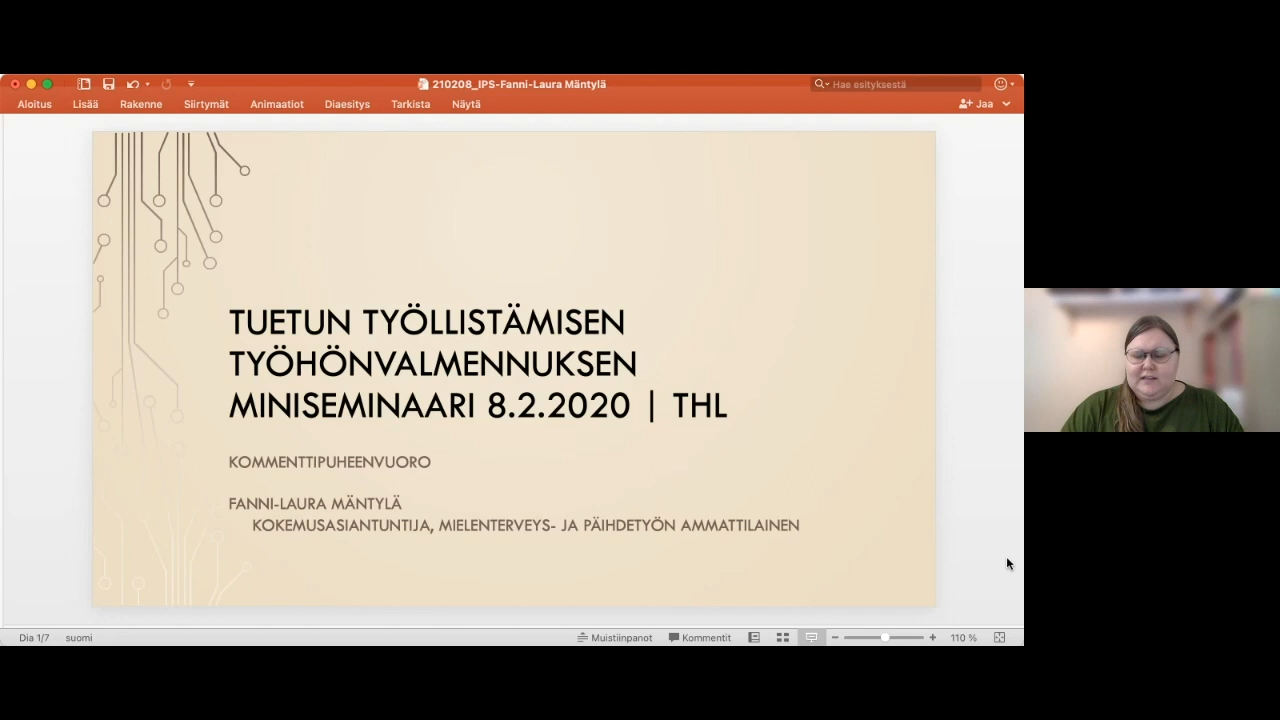 210208_IPS-Fanni-Laura Mäntylä
Hae esityksestä
Aloitus Lisää Rakenne Siirtymät Animaatiot Diaesitys Tarkista Näytä Jaa
TUETUN TYÖLLISTÄMISEN
TYÖHÖNVALMENNUKSEN
MINISEMINAARI 8.2.2020 | THL
KOMMENTTIPUHEENVUORO
FANNI-LAURA MÄNTYLÄ
KOKEMUSASIANTUNTIJA, MIELENTERVEYS- JA PÄIHDETYÖN AMMATTILAINEN
Dia 1/7 suomi Muistiinpanot Kommentit 110 %